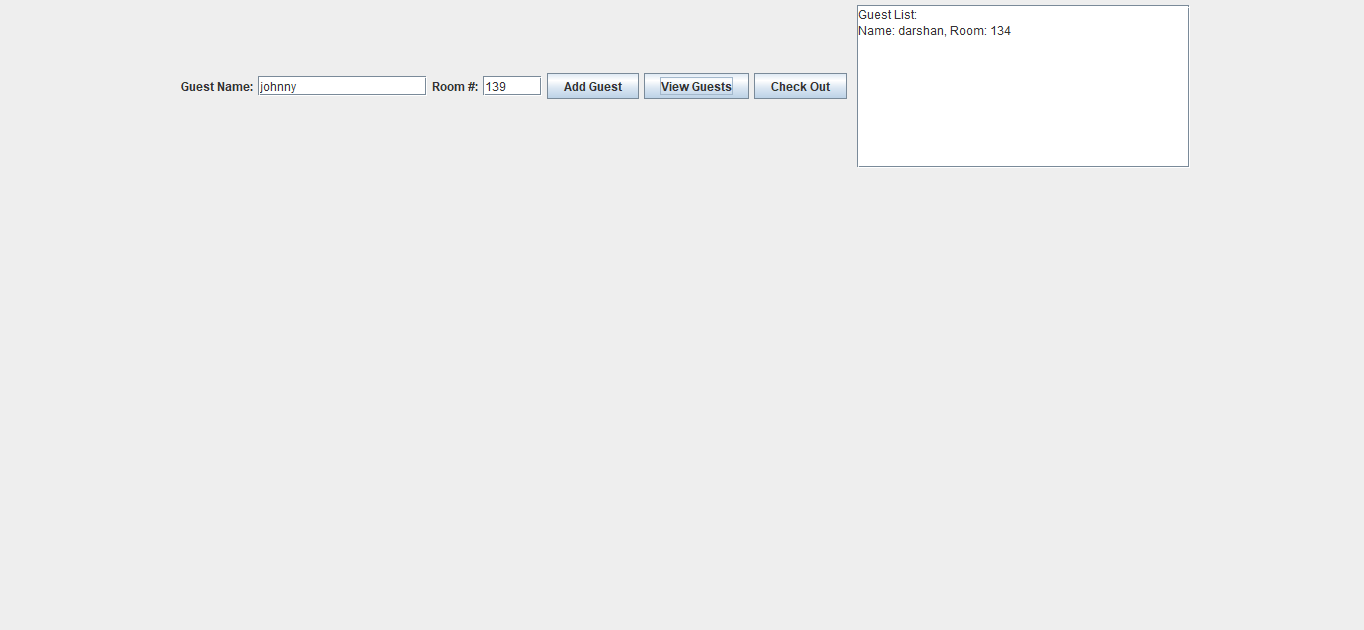 Guest List:
Name: darshan, Room: 134
Guest Name: johnny Room #: 139 Add Guest View Guests Check Out